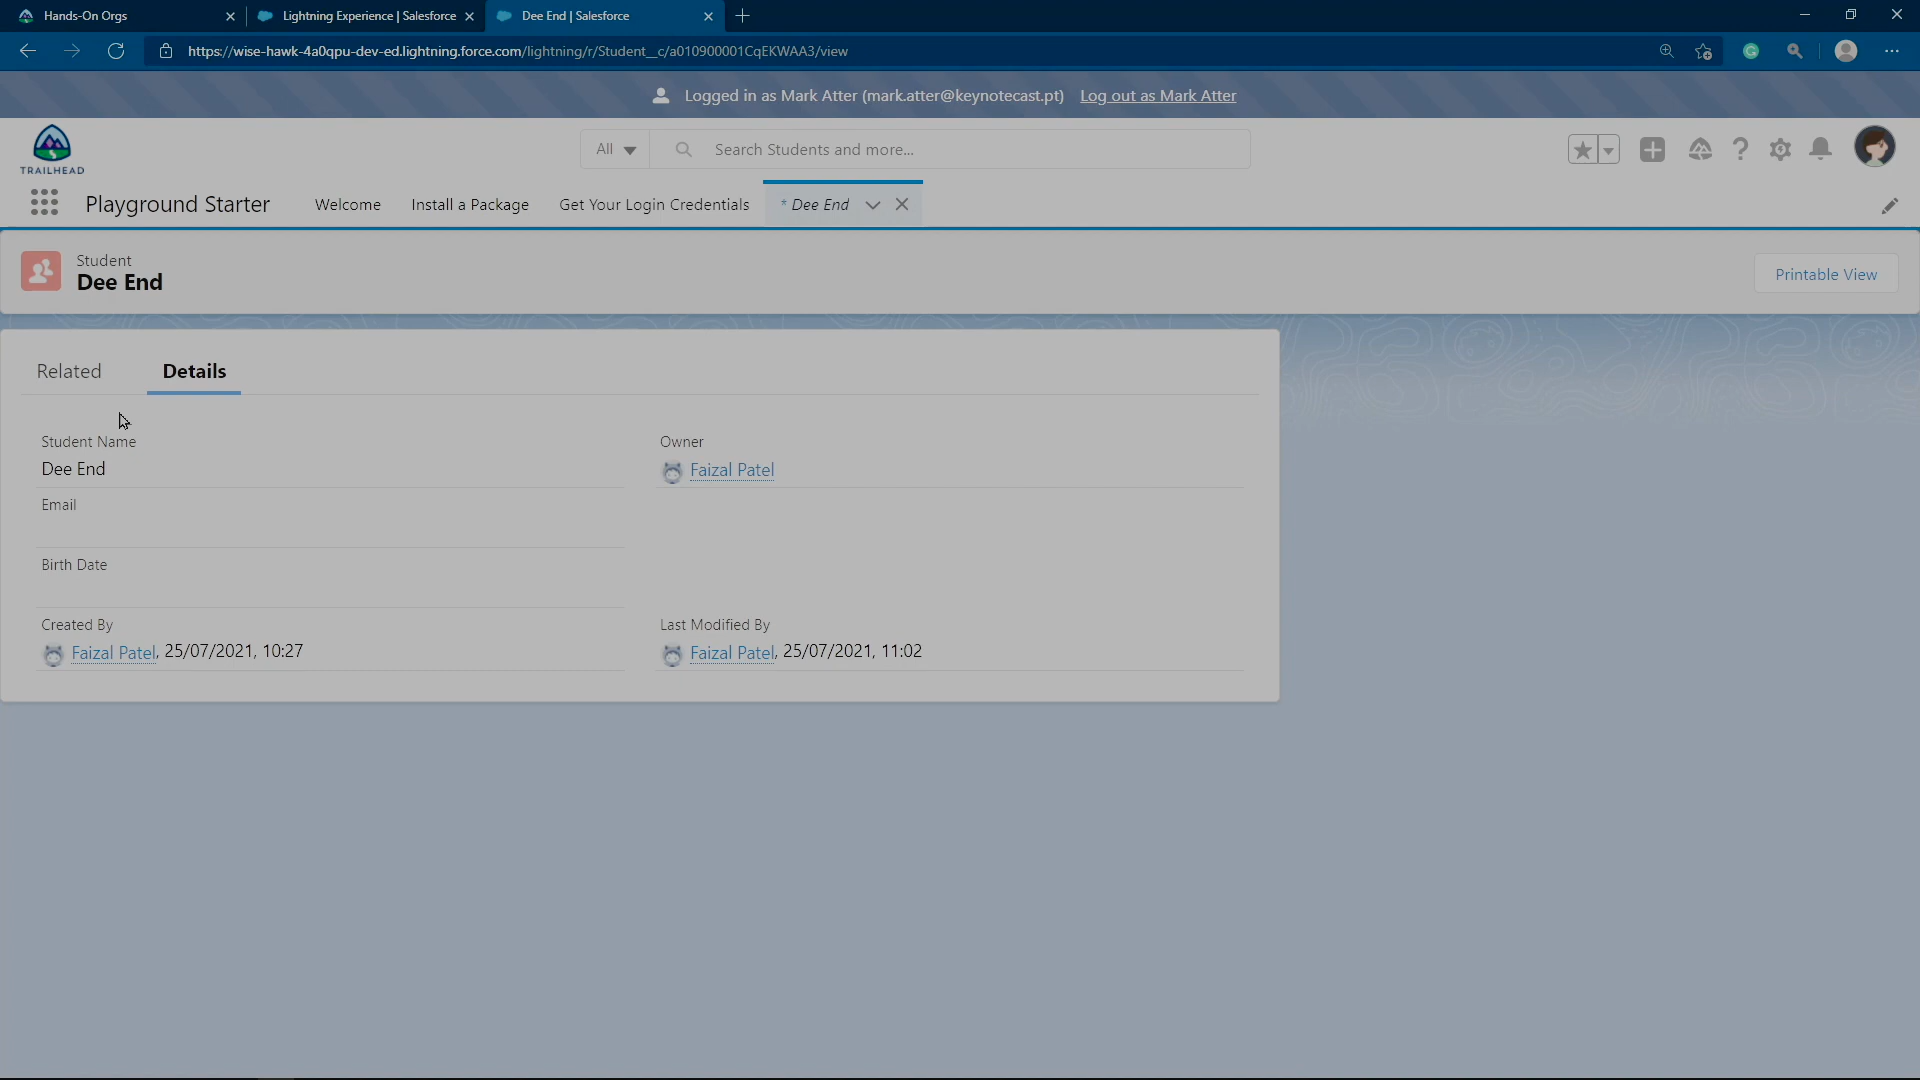 Hands-On Orgs
Lightning Experience | Salesforce
Dee End | Salesforce
https://wise-hawk-4a0qpu-dev-ed.lightning.force.com/lightning/r/Student__c/a010900001CqEKWAA3/view
Logged in as Mark Atter (mark.atter@keynotecast.pt) Log out as Mark Atter
TRAILHEAD
All
Search Students and more...
Playground Starter
Welcome
Install a Package
Get Your Login Credentials
* Dee End
Student
Dee End
Printable View
Related
Details
Student Name
Dee End
Owner
Faizal Patel
Email
Birth Date
Created By
Faizal Patel, 25/07/2021, 10:27
Last Modified By
Faizal Patel, 25/07/2021, 11:02